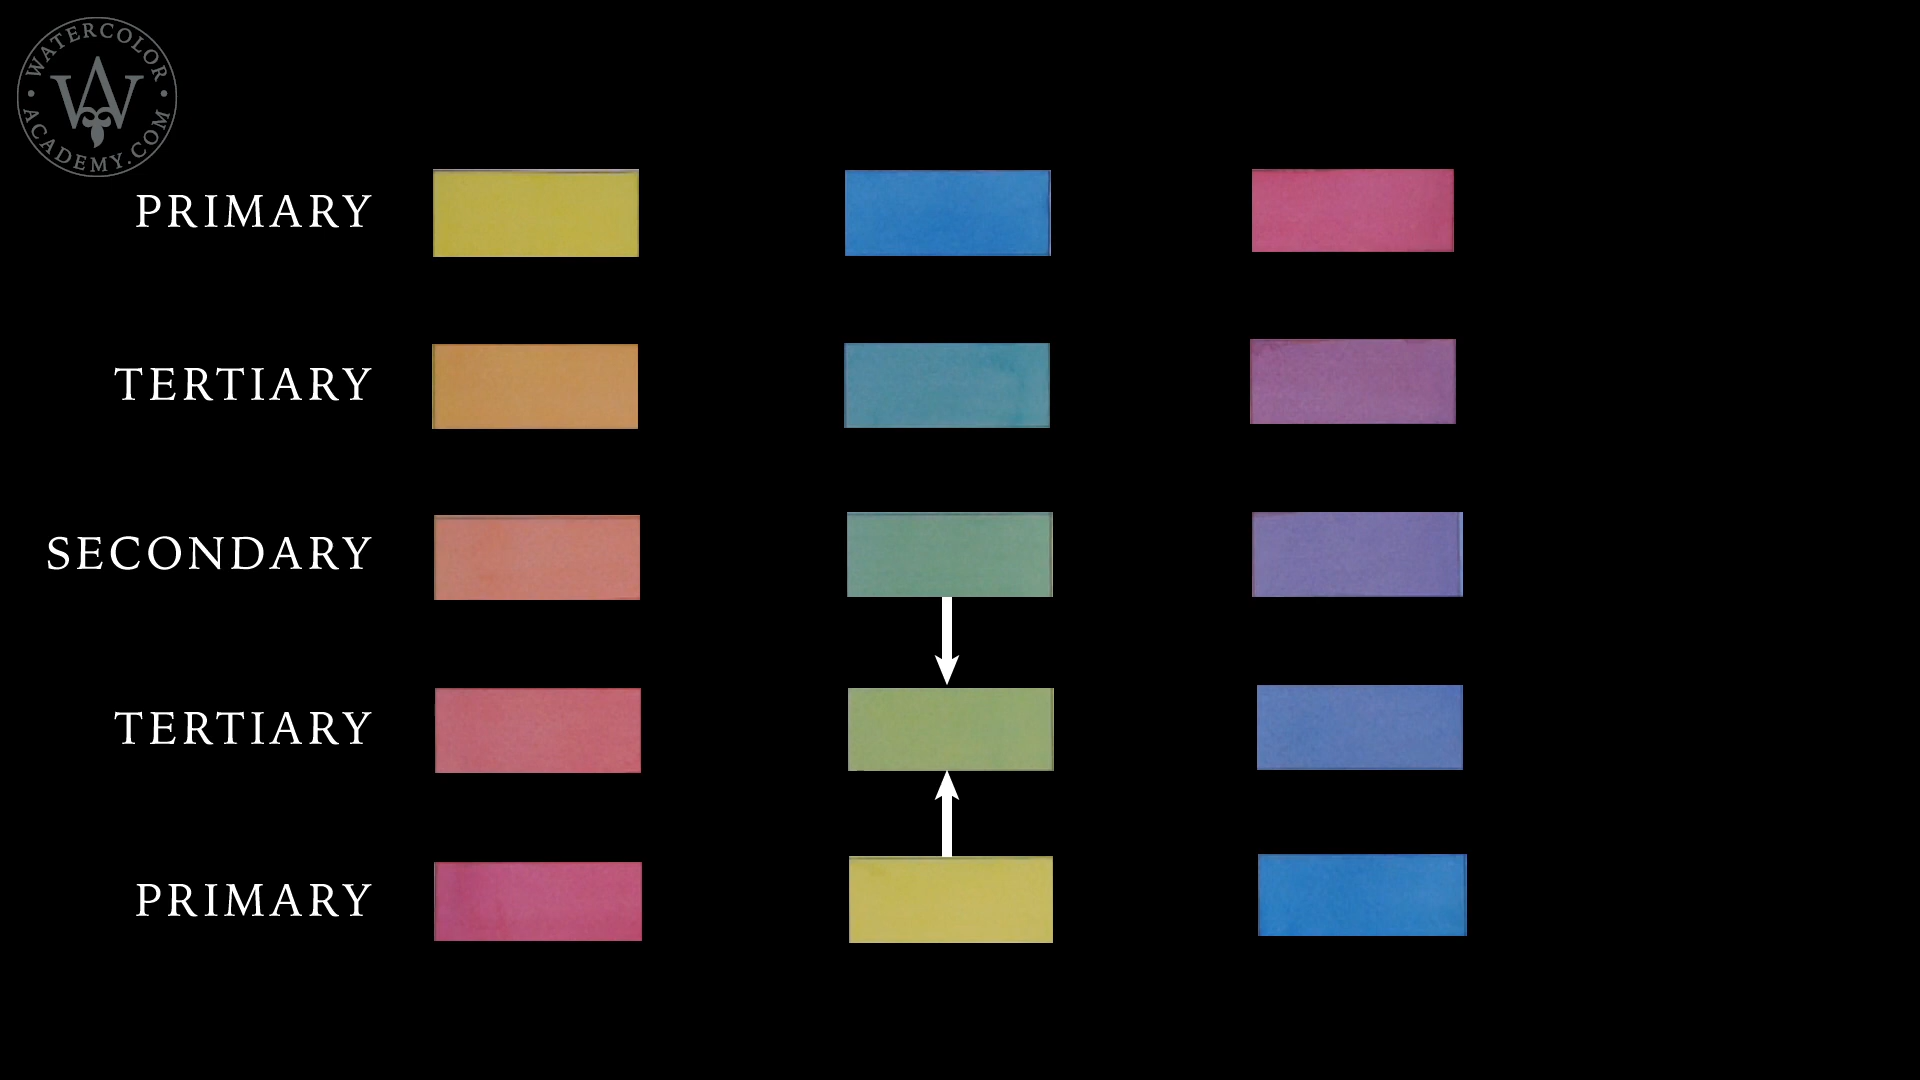 WATERCOLOR
ACADEMY.COM
PRIMARY
TERTIARY
SECONDARY
TERTIARY
PRIMARY